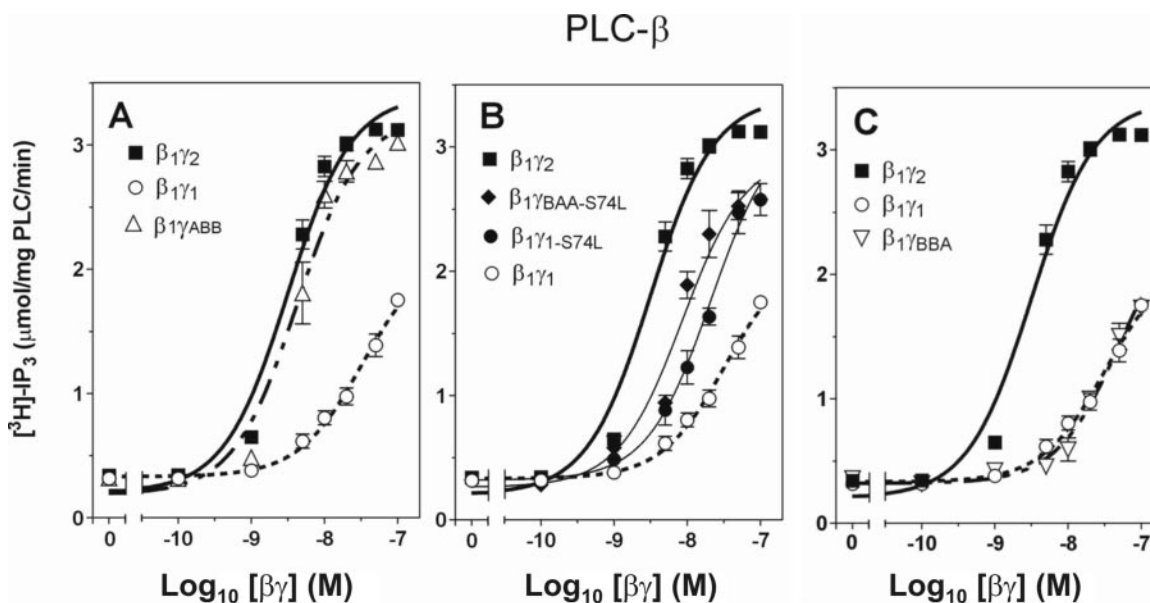 PLC-β
[³H]-IP₃ (μmol/mg PLC/min)
A
■ β₁γ₂
○ β₁γ₁
△ β1γABB
3
2
1
0
0 -10 -9 -8 -7
Log₁₀ [βγ] (M)
B
■ β₁γ₂
◆ β₁γBAA-S74L
● β₁γ₁-S74L
○ β₁γ₁
3
2
1
0
0 -10 -9 -8 -7
Log₁₀ [βγ] (M)
C
■ β₁γ₂
○ β₁γ₁
▽ β₁γBBA
3
2
1
0
0 -10 -9 -8 -7
Log₁₀ [βγ] (M)